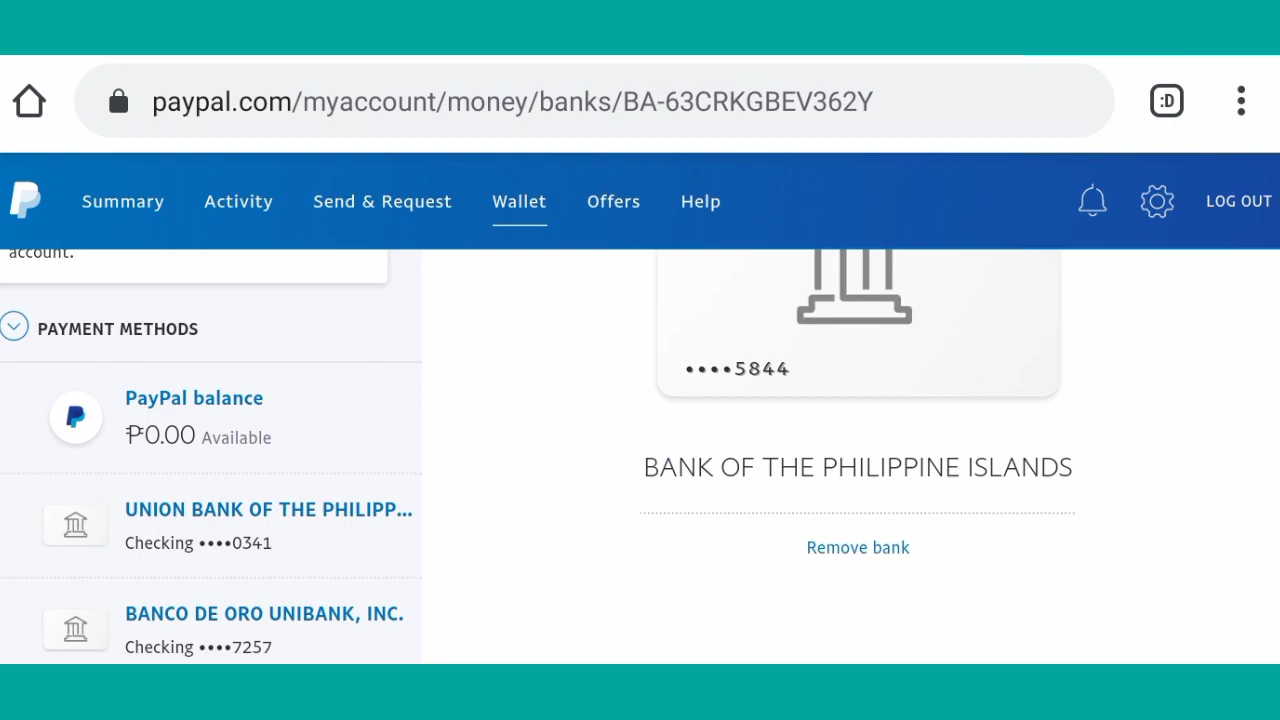 paypal.com/myaccount/money/banks/BA-63CRKGBEV362Y
:D
Summary Activity Send & Request Wallet Offers Help LOG OUT
account.
PAYMENT METHODS
PayPal balance
₱0.00 Available
UNION BANK OF THE PHILIPP...
Checking ••••0341
BANCO DE ORO UNIBANK, INC.
Checking ••••7257
••••5844
BANK OF THE PHILIPPINE ISLANDS
Remove bank